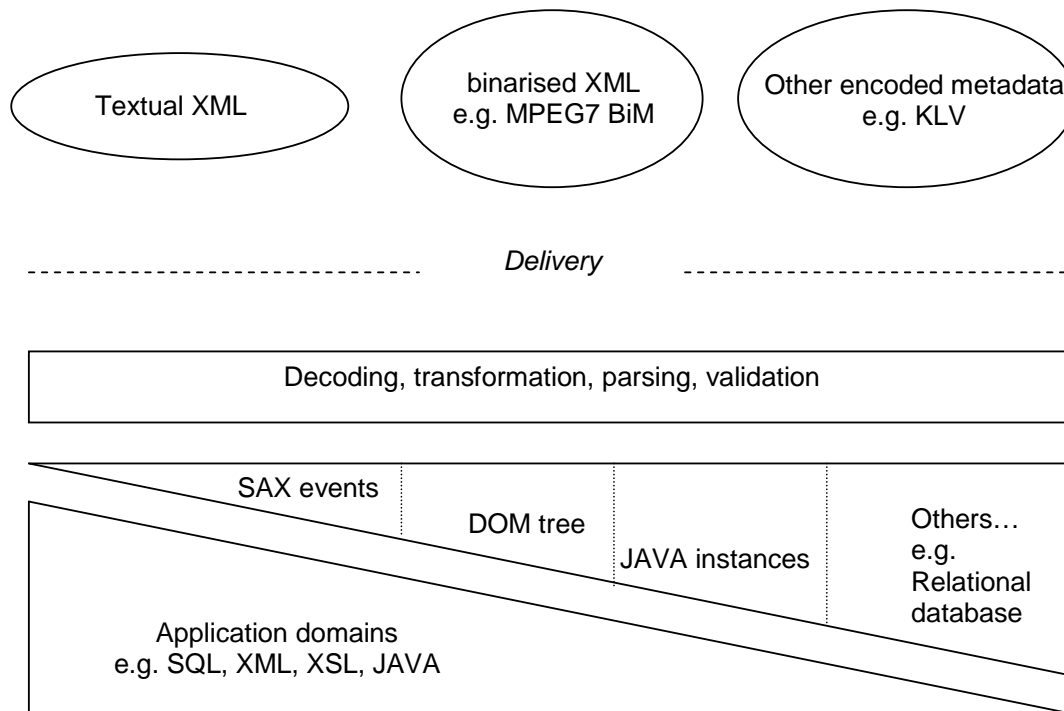 Textual XML
binarised XML
e.g. MPEG7 BiM
Other encoded metadata
e.g. KLV
Delivery
Decoding, transformation, parsing, validation
SAX events
DOM tree
JAVA instances
Others…
e.g.
Relational
database
Application domains
e.g. SQL, XML, XSL, JAVA